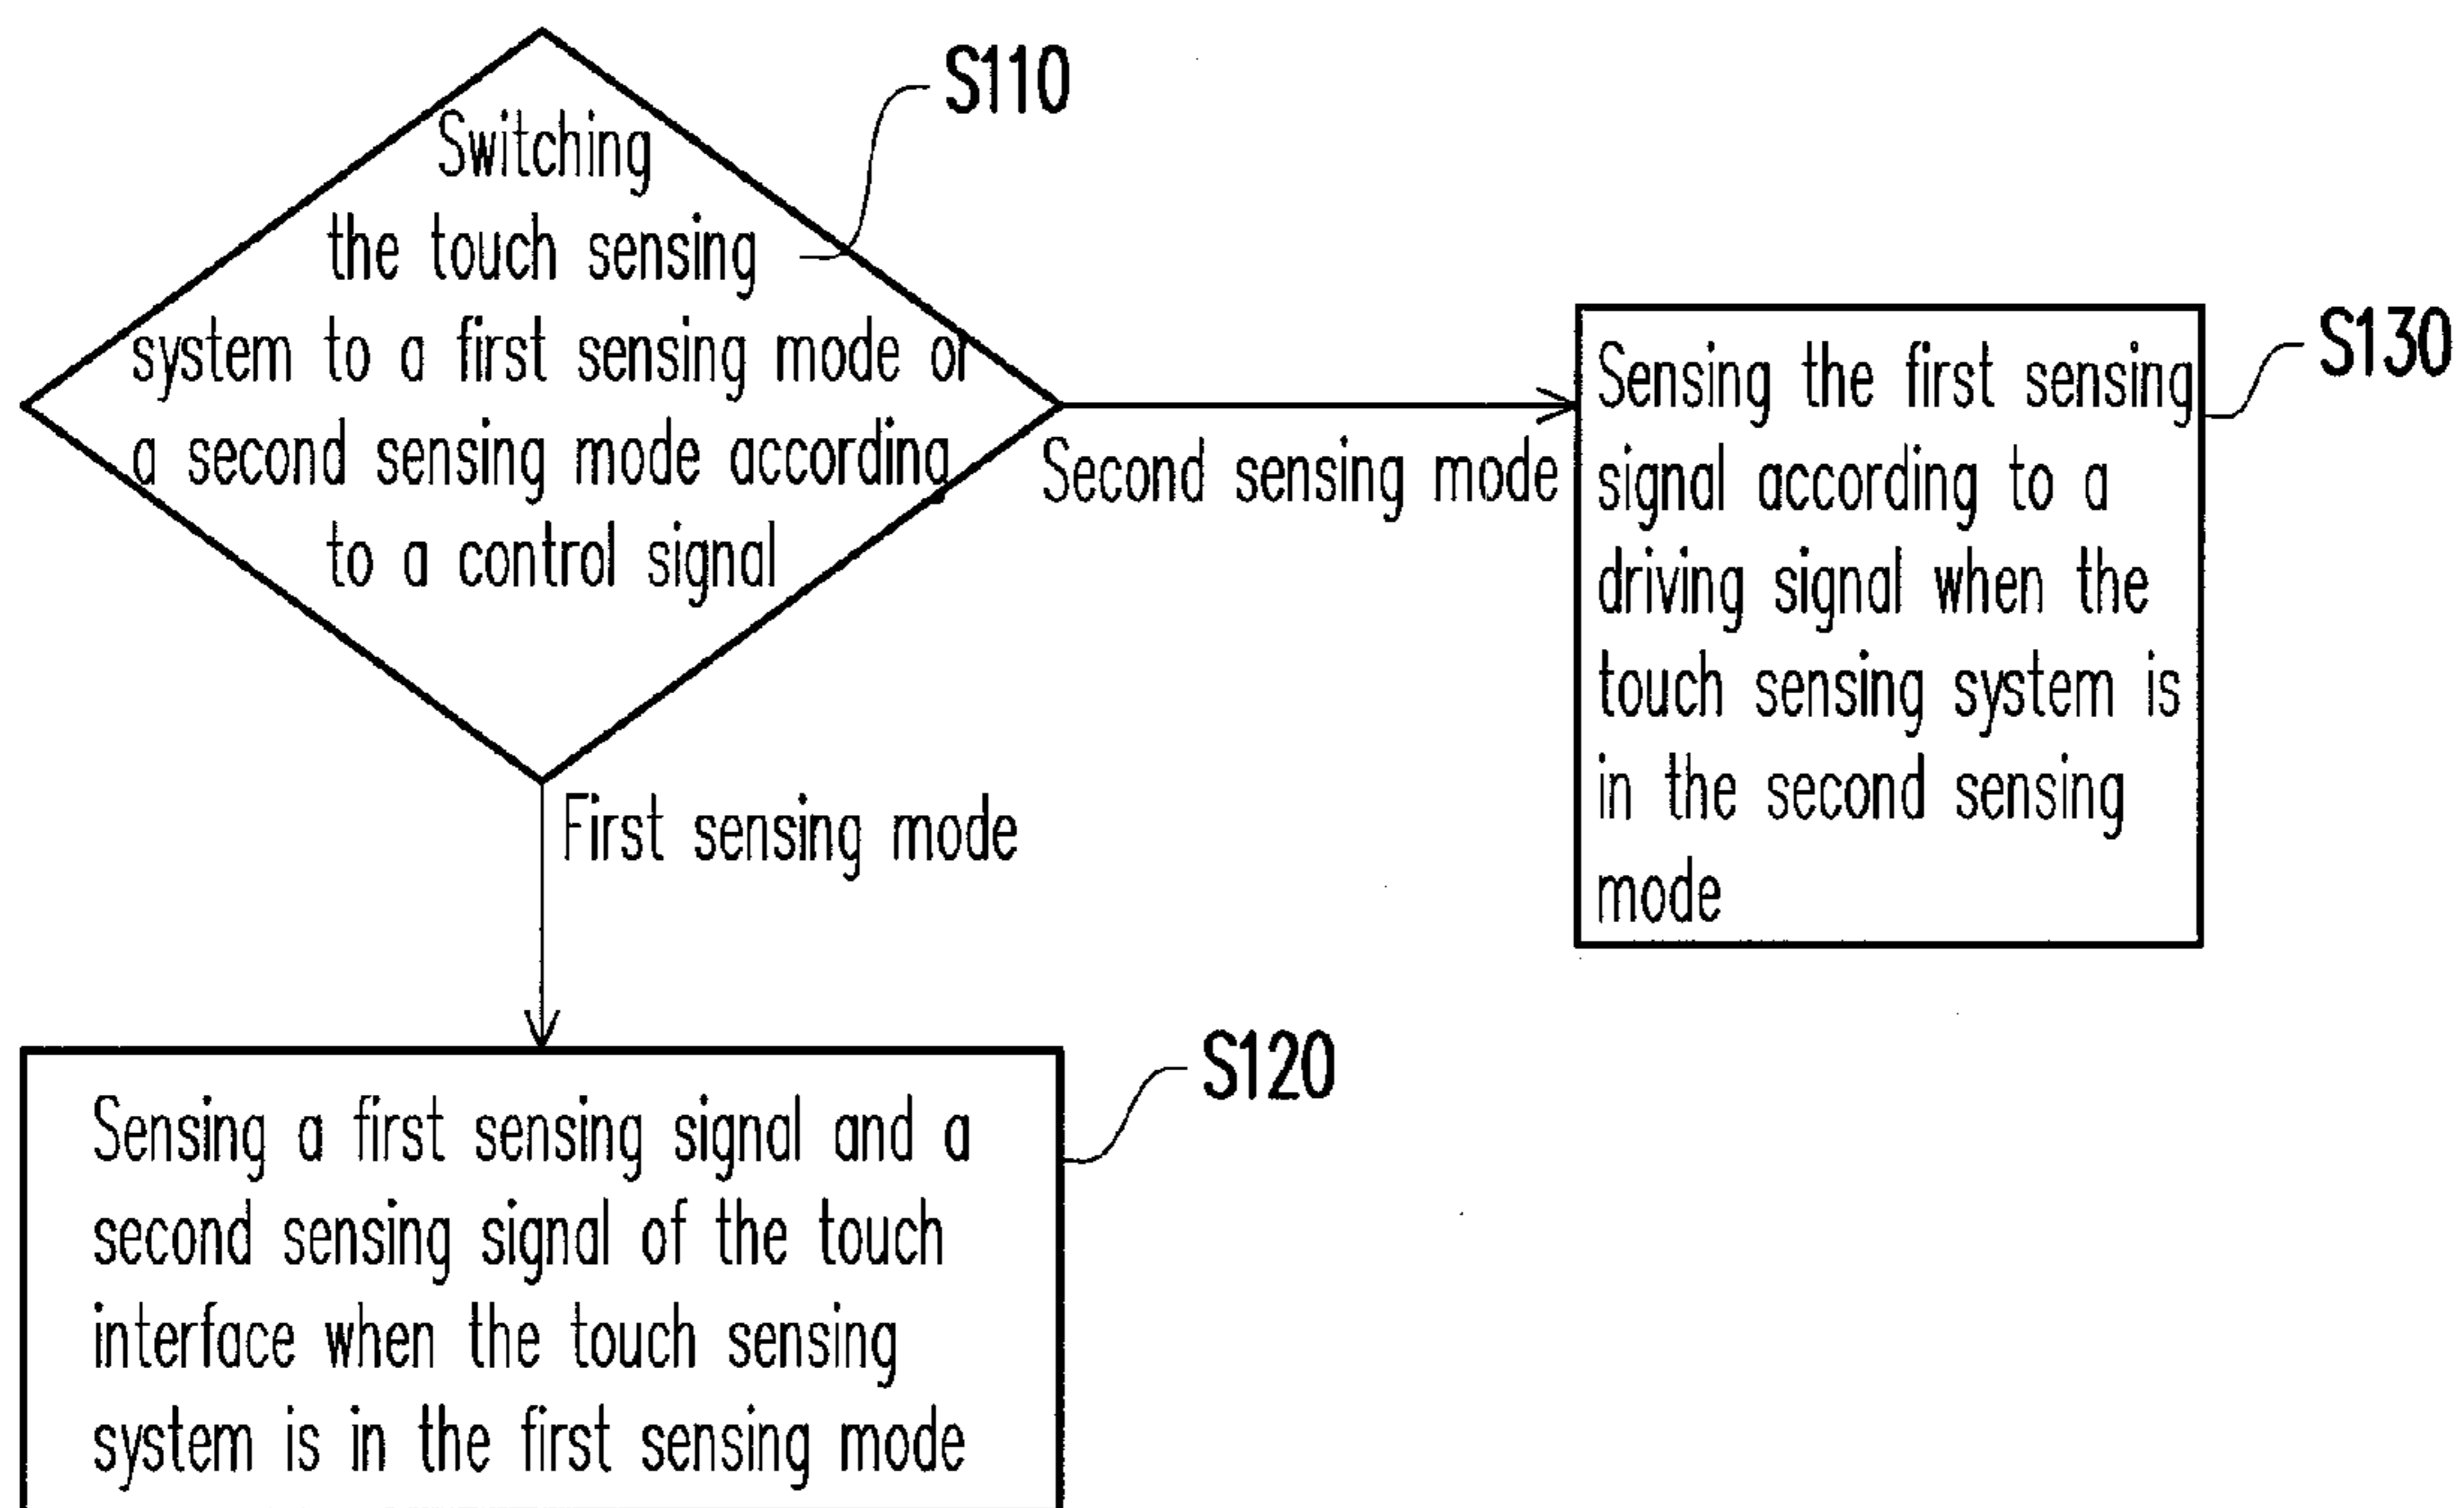 S110
Switching
the touch sensing
system to a first sensing mode or
a second sensing mode according
to a control signal
Second sensing mode
S130
Sensing the first sensing
signal according to a
driving signal when the
touch sensing system is
in the second sensing
mode
First sensing mode
S120
Sensing a first sensing signal and a
second sensing signal of the touch
interface when the touch sensing
system is in the first sensing mode